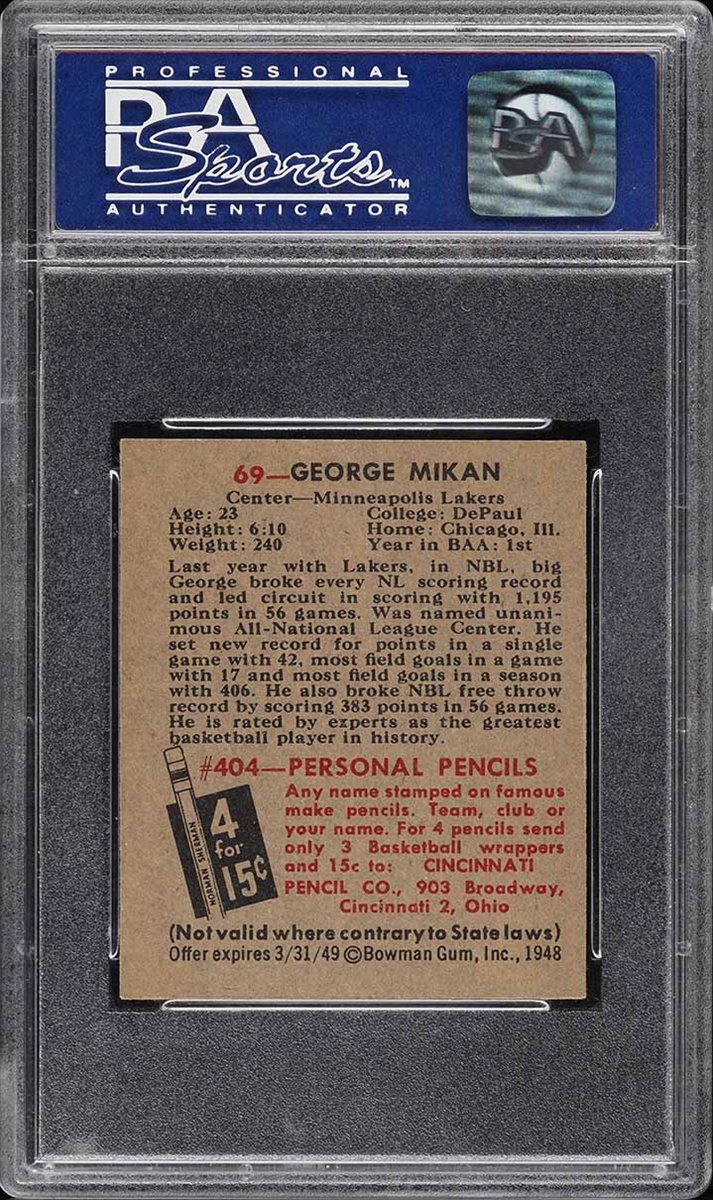 PROFESSIONAL
PSA
Sports™
AUTHENTICATOR
PSA
69—GEORGE MIKAN
Center—Minneapolis Lakers
Age: 23 College: DePaul
Height: 6:10 Home: Chicago, Ill.
Weight: 240 Year in BAA: 1st
Last year with Lakers, in NBL, big
George broke every NL scoring record
and led circuit in scoring with 1,195
points in 56 games. Was named unani-
mous All-National League Center. He
set new record for points in a single
game with 42, most field goals in a game
with 17 and most field goals in a season
with 406. He also broke NBL free throw
record by scoring 383 points in 56 games.
He is rated by experts as the greatest
basketball player in history.
#404—PERSONAL PENCILS
NORMAN SHERMAN
4
for
15¢
Any name stamped on famous
make pencils. Team, club or
your name. For 4 pencils send
only 3 Basketball wrappers
and 15c to: CINCINNATI
PENCIL CO., 903 Broadway,
Cincinnati 2, Ohio
(Not valid where contrary to State laws)
Offer expires 3/31/49 ©Bowman Gum, Inc., 1948